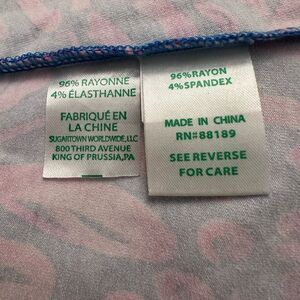 96% RAYONNE
4% ÉLASTHANNE
FABRIQUÉ EN
LA CHINE
SUGARTOWN WORLDWIDE, LLC
800 THIRD AVENUE
KING OF PRUSSIA, PA
96% RAYON
4% SPANDEX
MADE IN CHINA
RN#88189
SEE REVERSE
FOR CARE